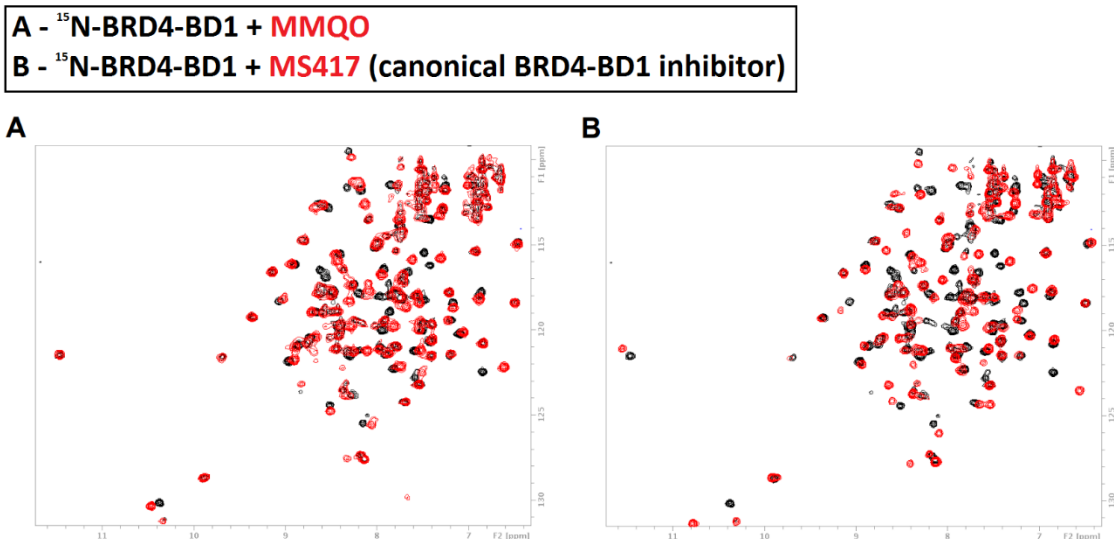 A - ¹⁵N-BRD4-BD1 + MMQO
B - ¹⁵N-BRD4-BD1 + MS417 (canonical BRD4-BD1 inhibitor)
A
B
F1 [ppm]
115
120
125
130
11
10
9
8
7
F2 [ppm]
F1 [ppm]
115
120
125
130
11
10
9
8
7
F2 [ppm]